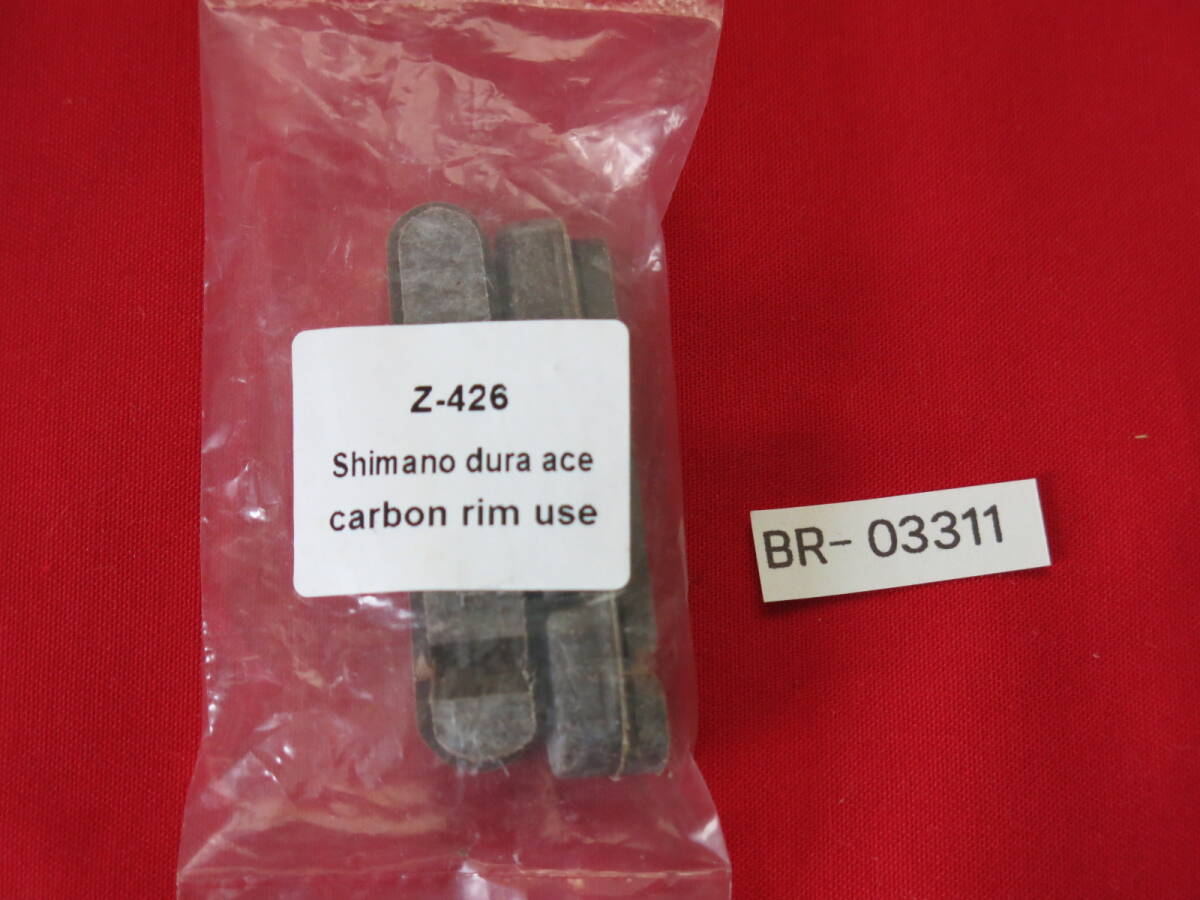 Z-426
Shimano dura ace
carbon rim use
BR- 03311